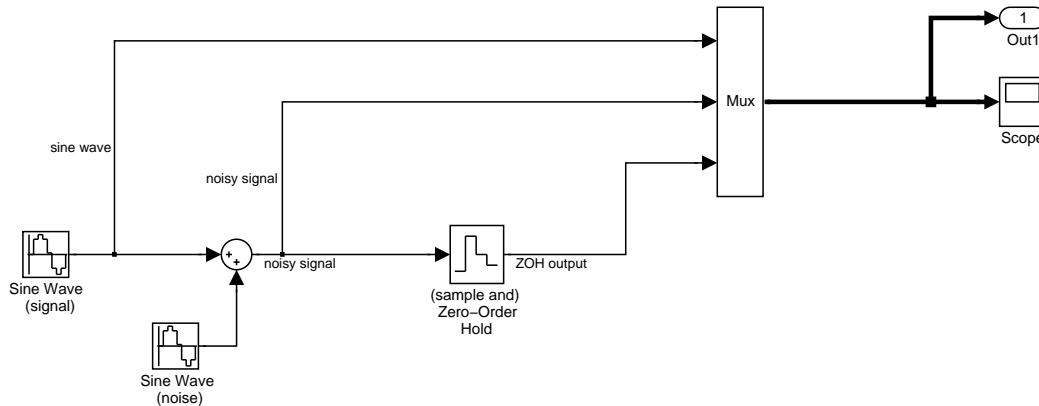 1
Out1
Mux
Scope
sine wave
noisy signal
+
+
noisy signal
ZOH output
Sine Wave
(signal)
(sample and)
Zero−Order
Hold
Sine Wave
(noise)